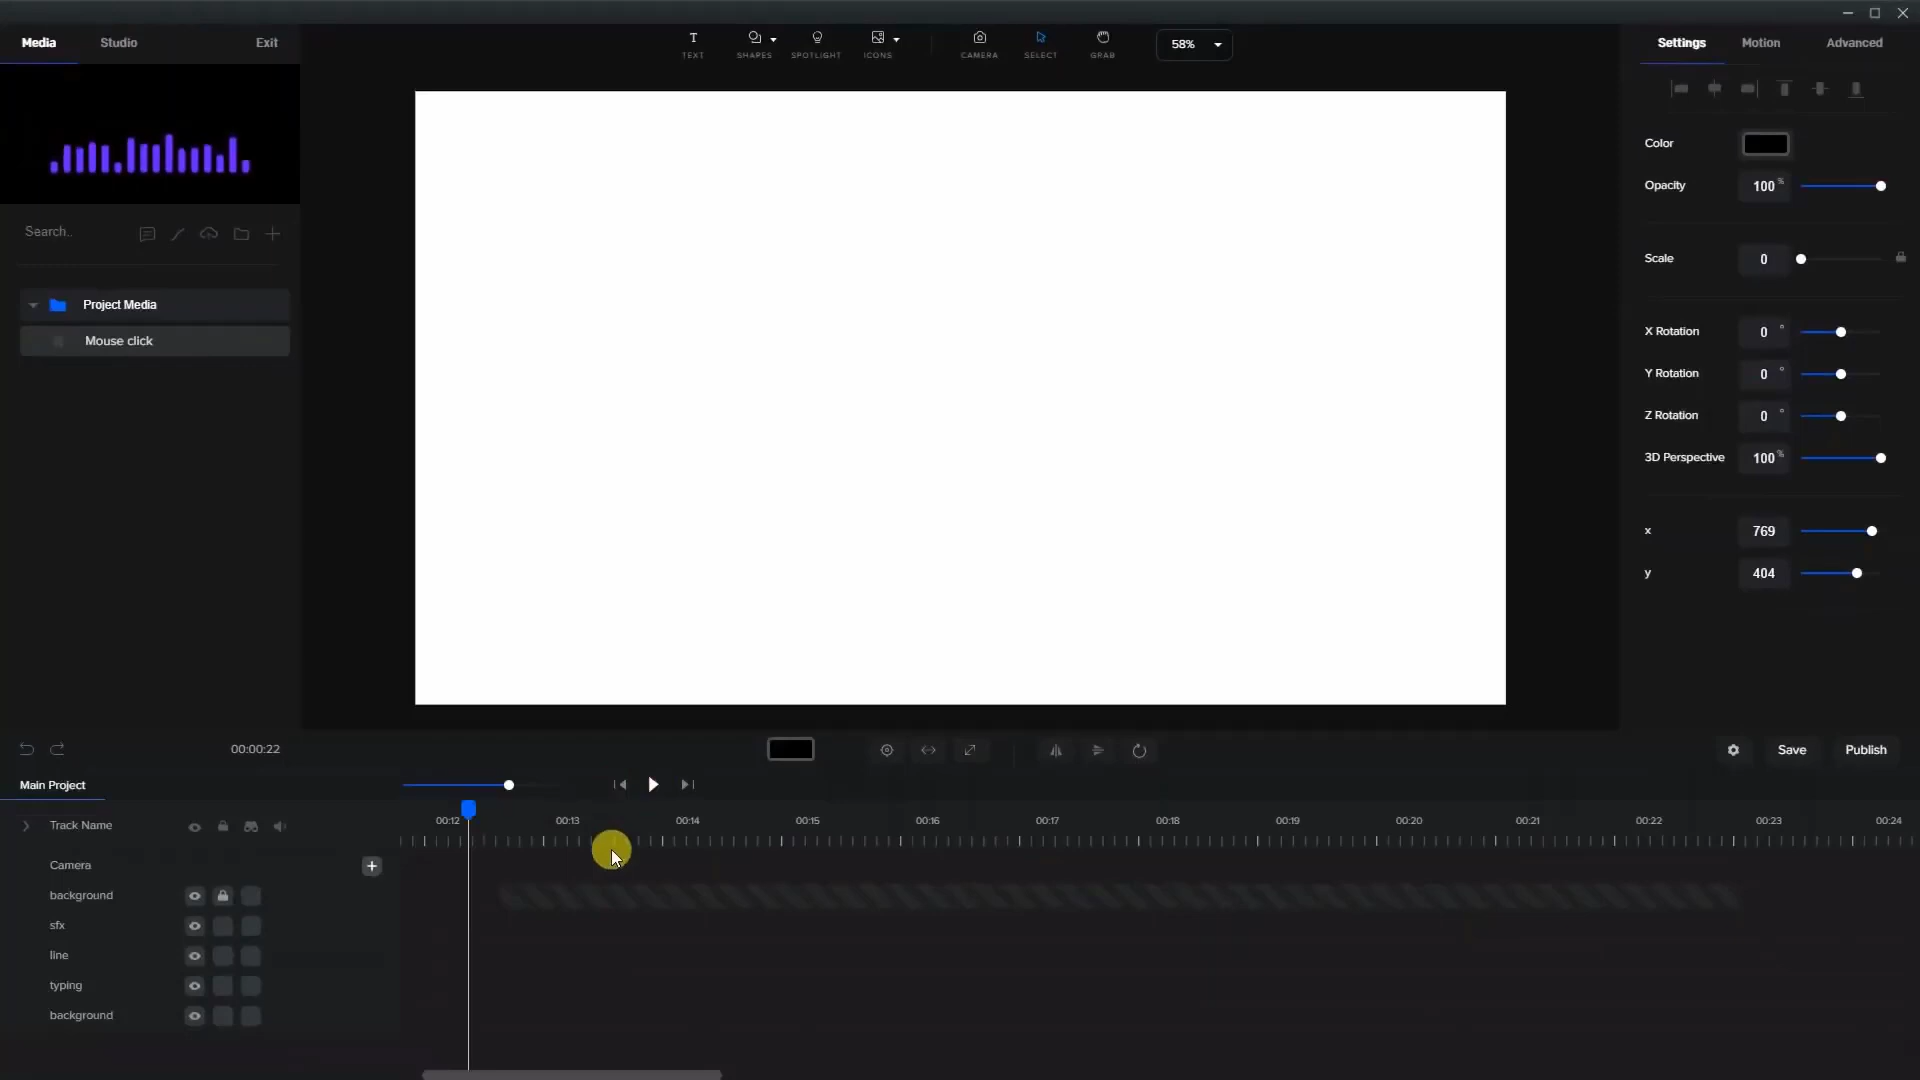 Media
Studio
Exit
TEXT
SHAPES
SPOTLIGHT
ICONS
CAMERA
SELECT
GRAB
58%
Settings
Motion
Advanced
Color
Opacity
100 %
Search..
Scale
0
Project Media
Mouse click
X Rotation
0 °
Y Rotation
0 °
Z Rotation
0 °
3D Perspective
100 %
x
769
y
404
00:00:22
Save
Publish
Main Project
Track Name
00:12
00:13
00:14
00:15
00:16
00:17
00:18
00:19
00:20
00:21
00:22
00:23
00:24
Camera
background
sfx
line
typing
background